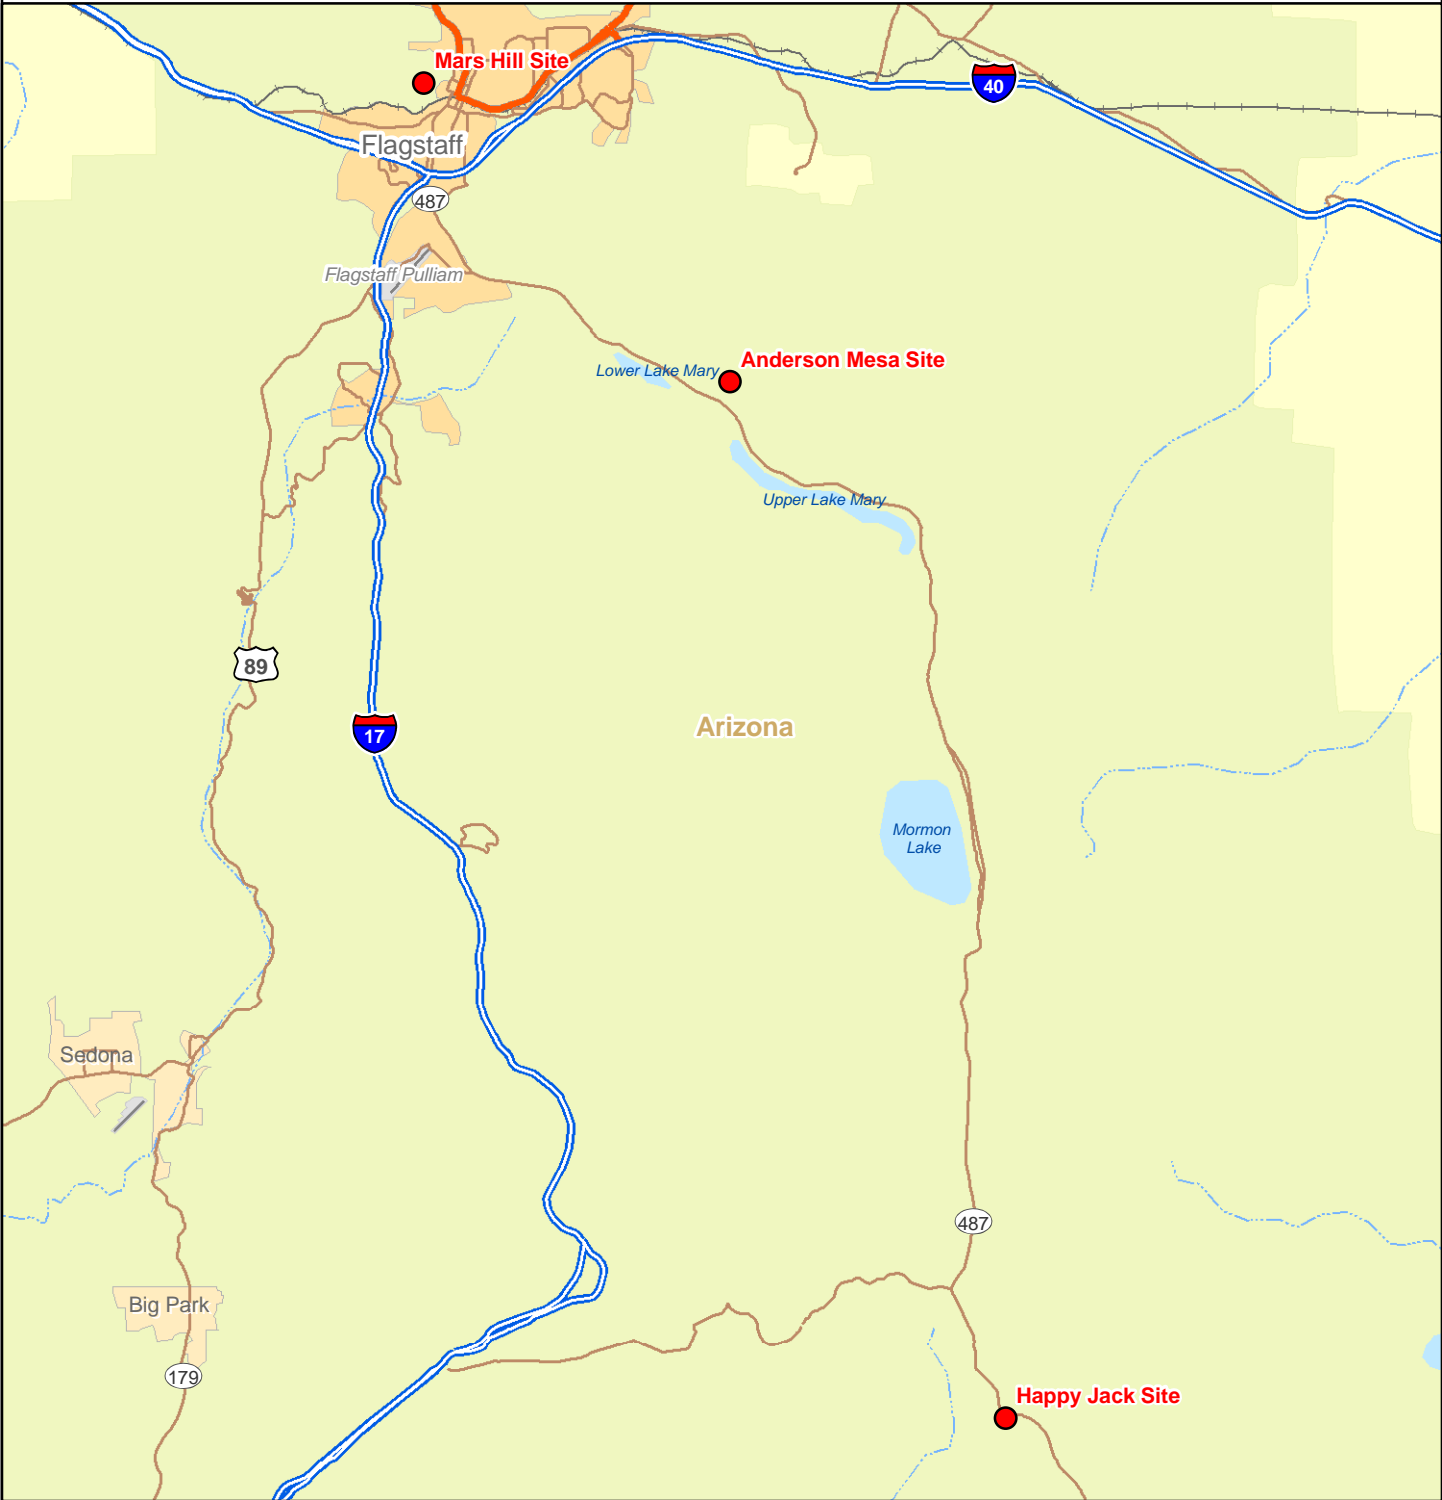 Mars Hill Site
40
Flagstaff
487
Flagstaff Pulliam
Anderson Mesa Site
Lower Lake Mary
Upper Lake Mary
89
17
Arizona
Mormon
Lake
Sedona
487
Big Park
179
Happy Jack Site